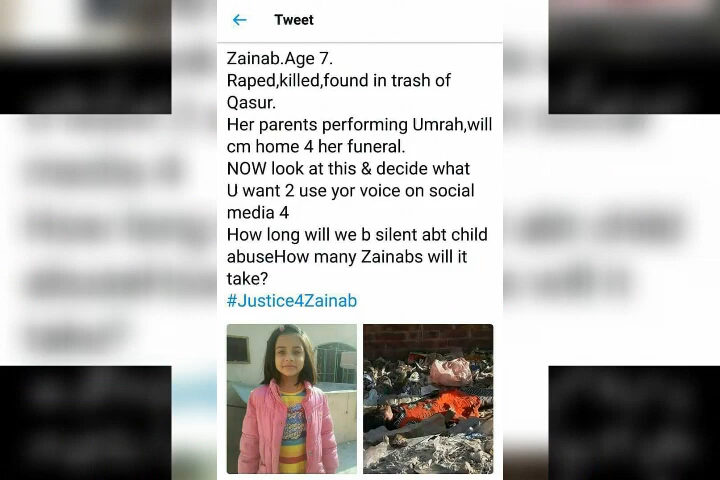 Tweet
Zainab.Age 7.
Raped,killed,found in trash of
Qasur.
Her parents performing Umrah,will
cm home 4 her funeral.
NOW look at this & decide what
U want 2 use yor voice on social
media 4
How long will we b silent abt child
abuseHow many Zainabs will it
take?
#Justice4Zainab